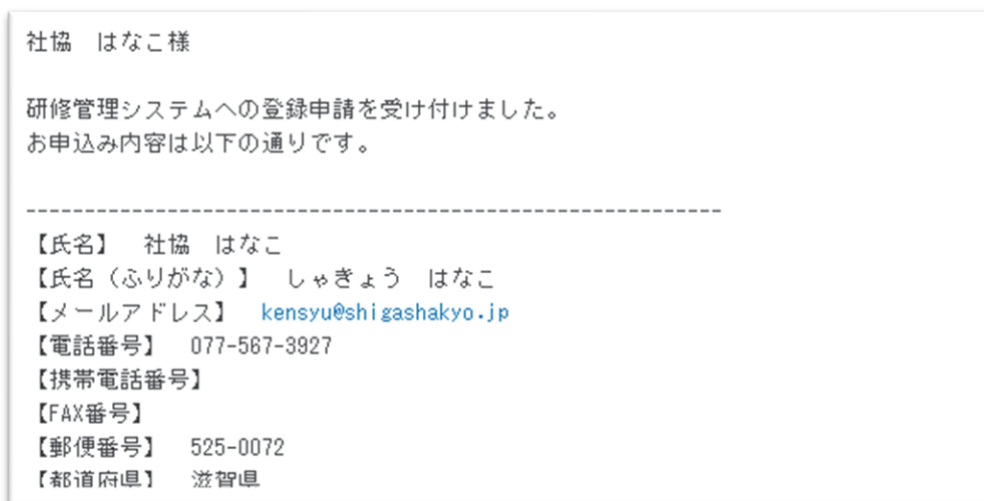 社協　はなこ様
研修管理システムへの登録申請を受け付けました。
お申込み内容は以下の通りです。
-----------------------------------------------------------
【氏名】　社協　はなこ
【氏名（ふりがな）】　しゃきょう　はなこ
【メールアドレス】　kensyu@shigashakyo.jp
【電話番号】　077-567-3927
【携帯電話番号】
【FAX番号】
【郵便番号】　525-0072
【都道府県】　滋賀県